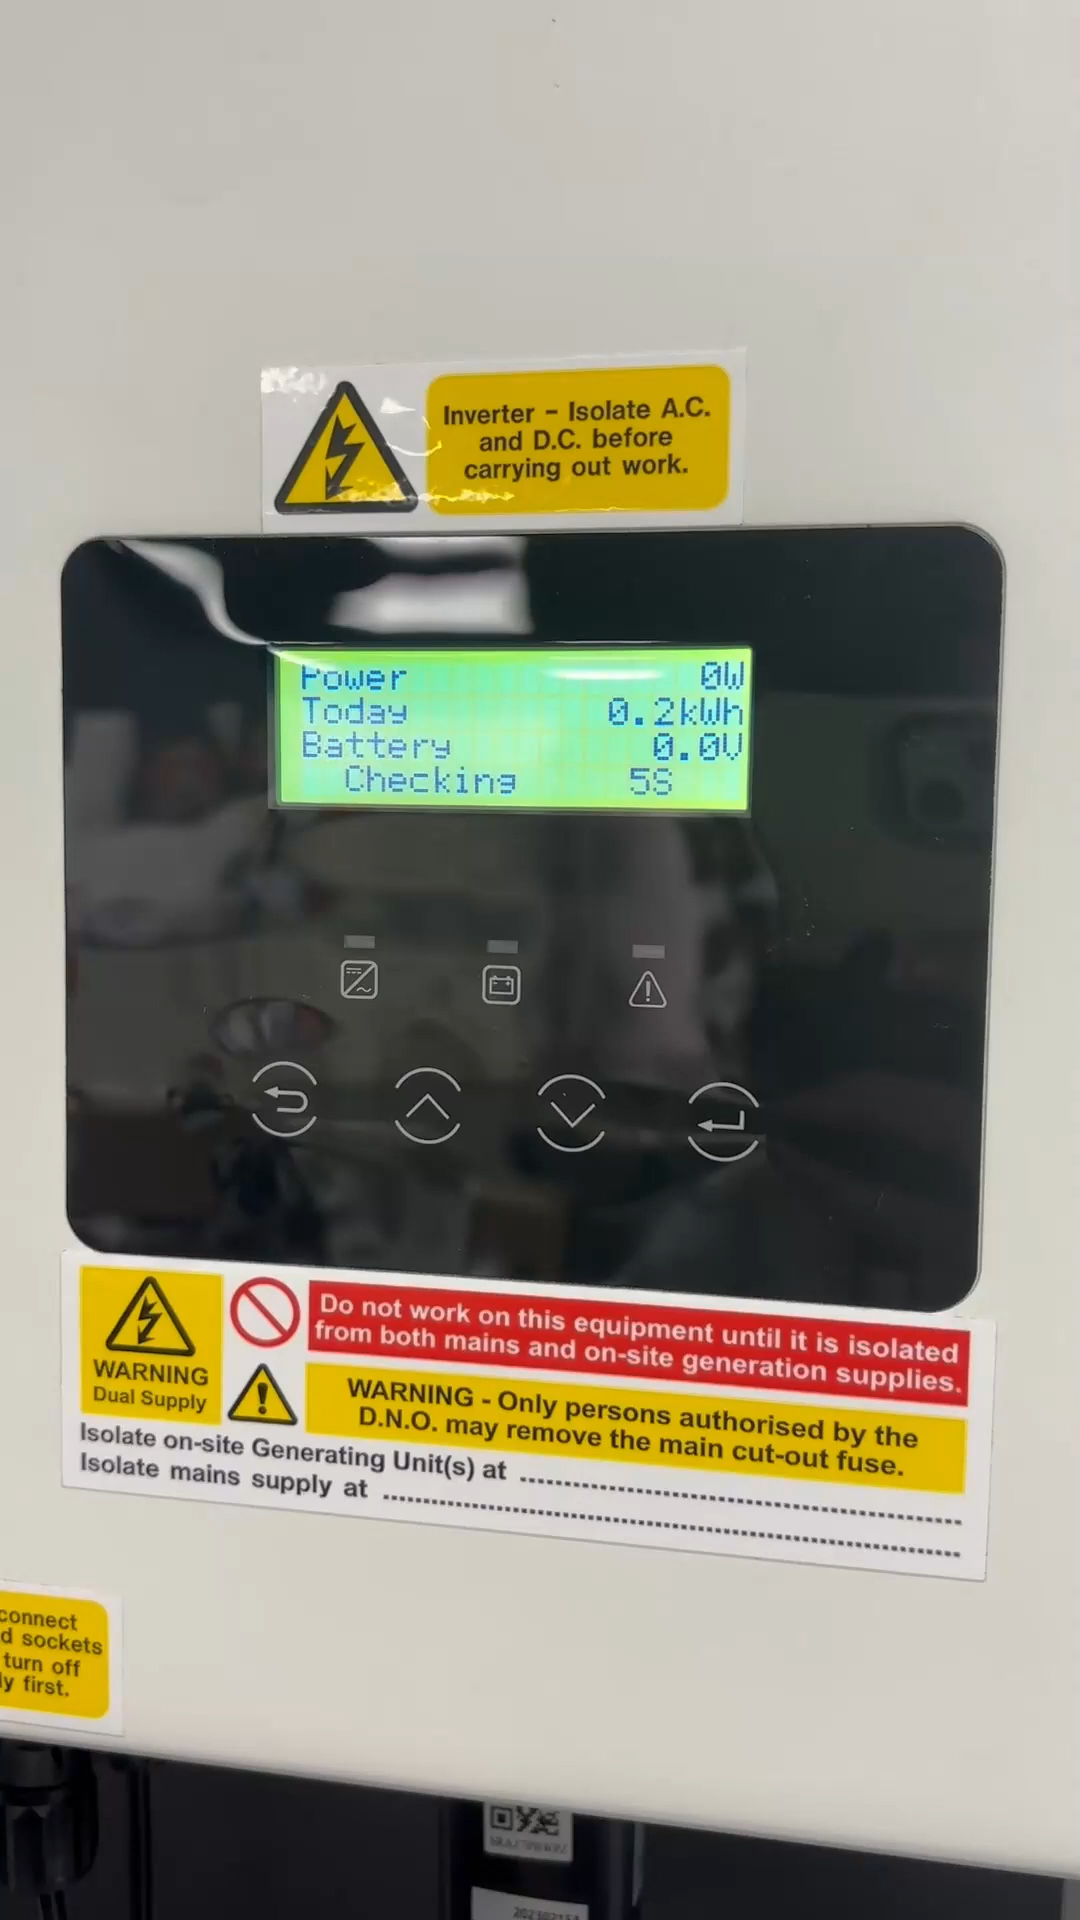 Inverter - Isolate A.C.
and D.C. before
carrying out work.
Power 0W
Today 0.2kWh
Battery 0.0V
Checking 5S
WARNING
Dual Supply
Do not work on this equipment until it is isolated
from both mains and on-site generation supplies.
WARNING - Only persons authorised by the
D.N.O. may remove the main cut-out fuse.
Isolate on-site Generating Unit(s) at
Isolate mains supply at
connect
d sockets
turn off
y first.